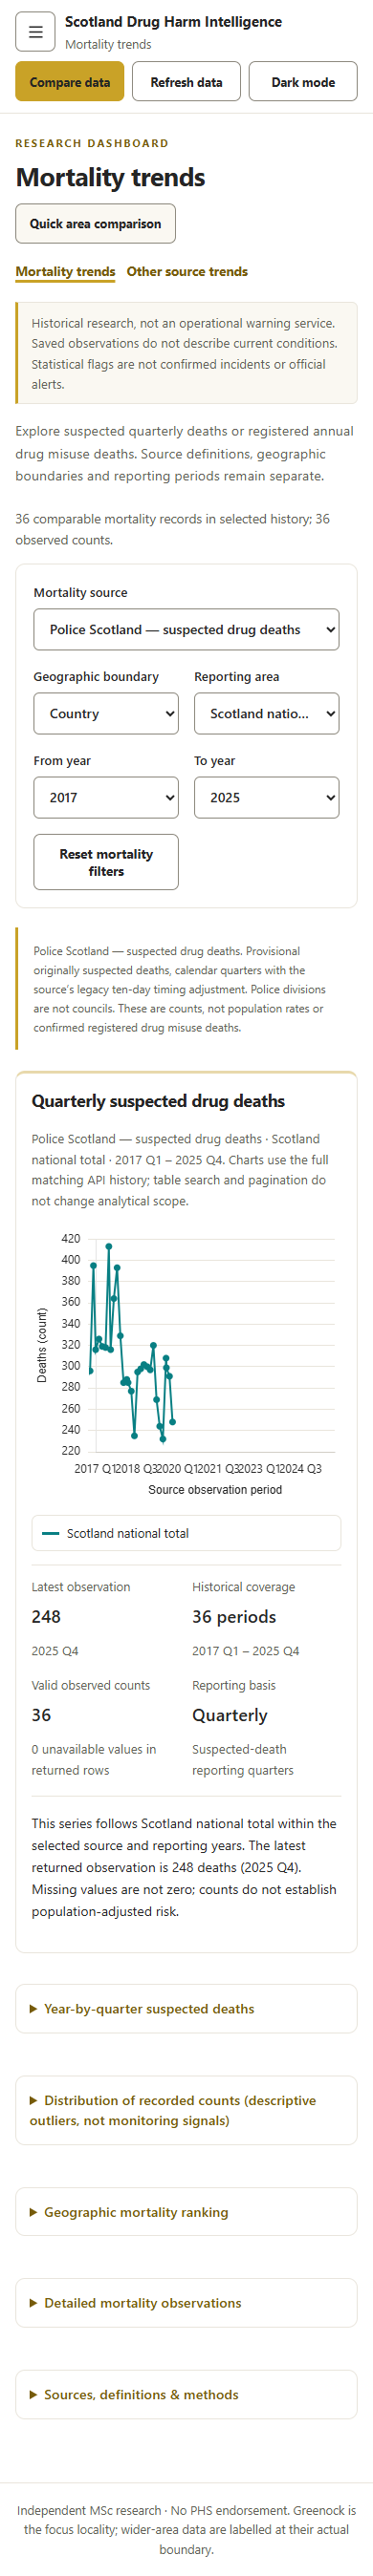 Scotland Drug Harm Intelligence
Mortality trends
Compare data
Refresh data
Dark mode
RESEARCH DASHBOARD
Mortality trends
Quick area comparison
Mortality trends
Other source trends
Historical research, not an operational warning service.
Saved observations do not describe current conditions.
Statistical flags are not confirmed incidents or official
alerts.
Explore suspected quarterly deaths or registered annual
drug misuse deaths. Source definitions, geographic
boundaries and reporting periods remain separate.
36 comparable mortality records in selected history; 36
observed counts.
Mortality source
Police Scotland — suspected drug deaths
Geographic boundary
Reporting area
Country
Scotland natio...
From year
To year
2017
2025
Reset mortality
filters
Police Scotland — suspected drug deaths. Provisional
originally suspected deaths, calendar quarters with the
source's legacy ten-day timing adjustment. Police divisions
are not councils. These are counts, not population rates or
confirmed registered drug misuse deaths.
Quarterly suspected drug deaths
Police Scotland — suspected drug deaths · Scotland
national total · 2017 Q1 – 2025 Q4. Charts use the full
matching API history; table search and pagination do
not change analytical scope.
420
400
380
360
340
320
300
280
260
240
220
Deaths (count)
2017 Q1
2018 Q3
2020 Q1
2021 Q3
2023 Q1
2024 Q3
Source observation period
Scotland national total
Latest observation
Historical coverage
248
36 periods
2025 Q4
2017 Q1 – 2025 Q4
Valid observed counts
Reporting basis
36
Quarterly
0 unavailable values in
returned rows
Suspected-death
reporting quarters
This series follows Scotland national total within the
selected source and reporting years. The latest
returned observation is 248 deaths (2025 Q4).
Missing values are not zero; counts do not establish
population-adjusted risk.
Year-by-quarter suspected deaths
Distribution of recorded counts (descriptive
outliers, not monitoring signals)
Geographic mortality ranking
Detailed mortality observations
Sources, definitions & methods
Independent MSc research · No PHS endorsement. Greenock is
the focus locality; wider-area data are labelled at their actual
boundary.